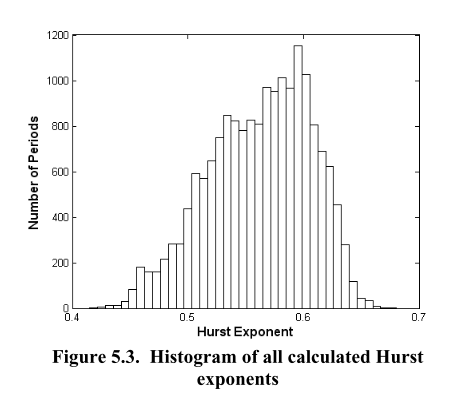 1200
1000
800
600
400
200
0
Number of Periods
0.4 0.5 0.6 0.7
Hurst Exponent
Figure 5.3. Histogram of all calculated Hurst
exponents